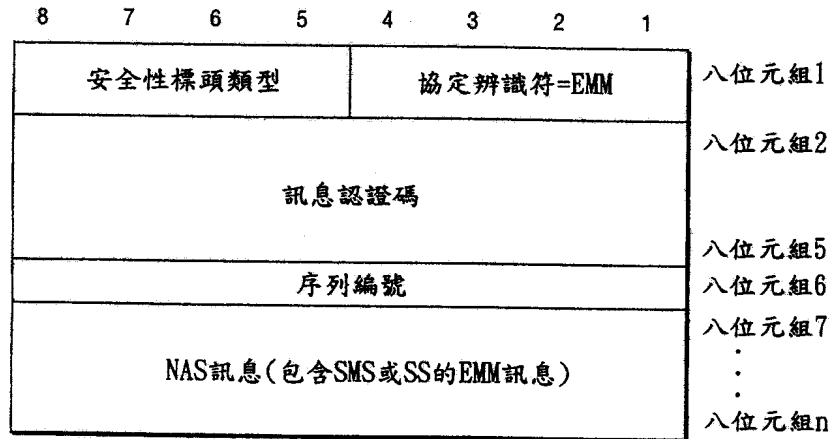 8 7 6 5 4 3 2 1
安全性標頭類型 協定辨識符=EMM 八位元組1
八位元組2
訊息認證碼
八位元組5
序列編號 八位元組6
八位元組7
NAS訊息(包含SMS或SS的EMM訊息)
八位元組n